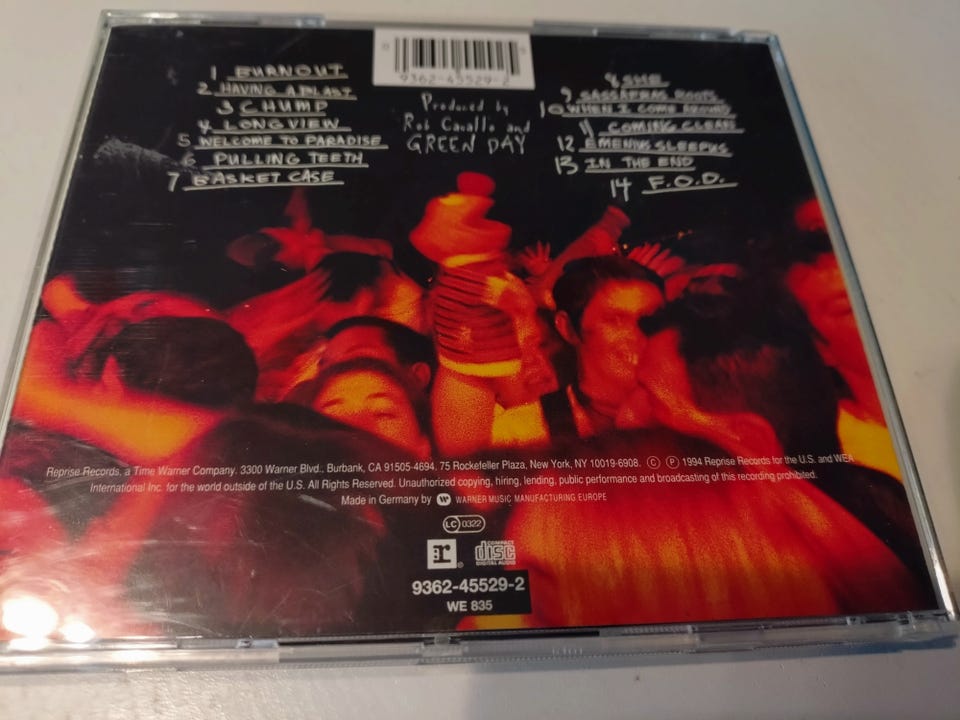 1 BURNOUT
2 HAVING A BLAST
3 CHUMP
4 LONGVIEW
5 WELCOME TO PARADISE
6 PULLING TEETH
7 BASKET CASE
9362-45529-2
Produced by
Rob Cavallo and
GREEN DAY
8 SHE
9 SASSAFRAS ROOTS
10 WHEN I COME AROUND
11 COMING CLEAN
12 EMENIUS SLEEPUS
13 IN THE END
14 F.O.D.
Reprise Records, a Time Warner Company. 3300 Warner Blvd., Burbank, CA 91505-4694. 75 Rockefeller Plaza, New York, NY 10019-6908. © ℗ 1994 Reprise Records for the U.S. and WEA
International Inc. for the world outside of the U.S. All Rights Reserved. Unauthorized copying, hiring, lending, public performance and broadcasting of this recording prohibited.
Made in Germany by WARNER MUSIC MANUFACTURING EUROPE
LC 0322
r ® COMPACT disc DIGITAL AUDIO
9362-45529-2
WE 835